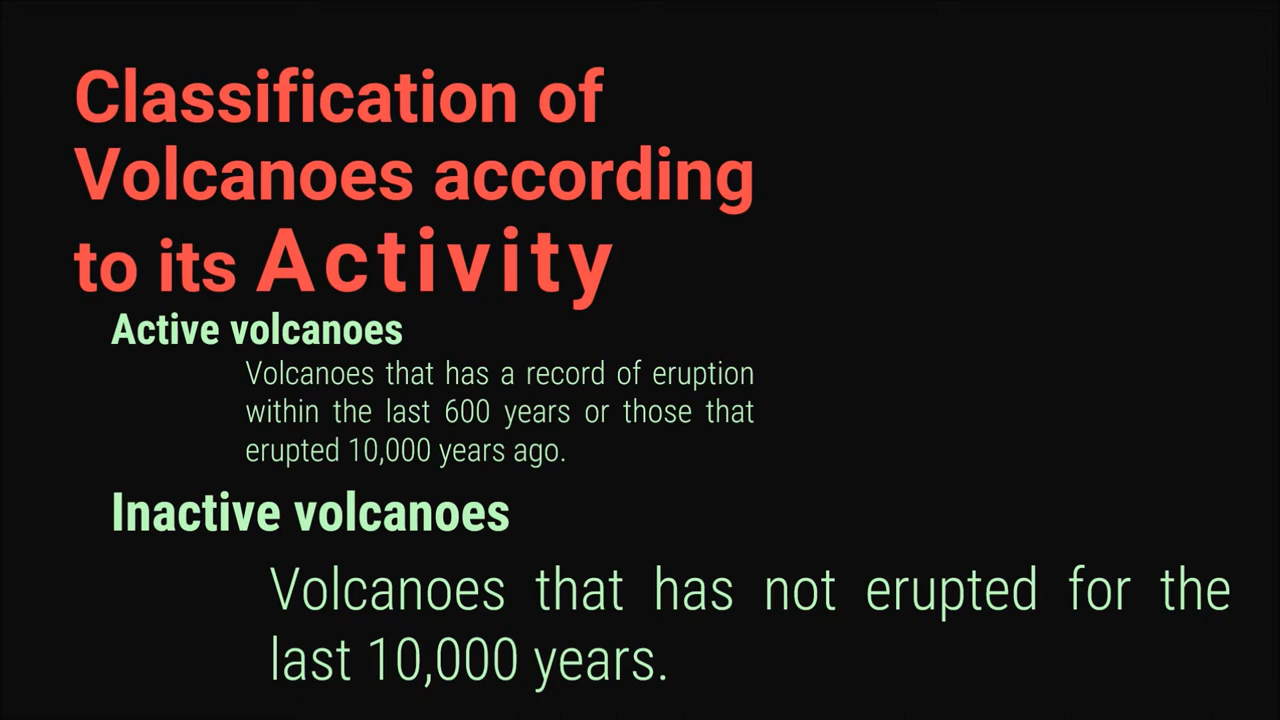 Classification of
Volcanoes according
to its Activity
Active volcanoes
Volcanoes that has a record of eruption
within the last 600 years or those that
erupted 10,000 years ago.
Inactive volcanoes
Volcanoes that has not erupted for the
last 10,000 years.